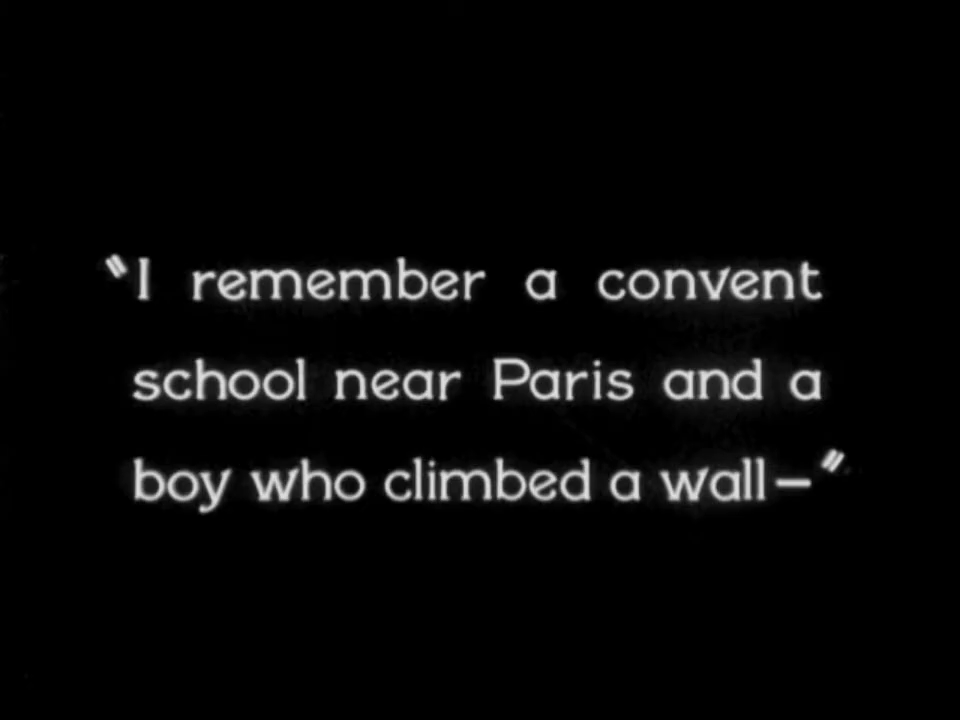 "I remember a convent
school near Paris and a
boy who climbed a wall—"